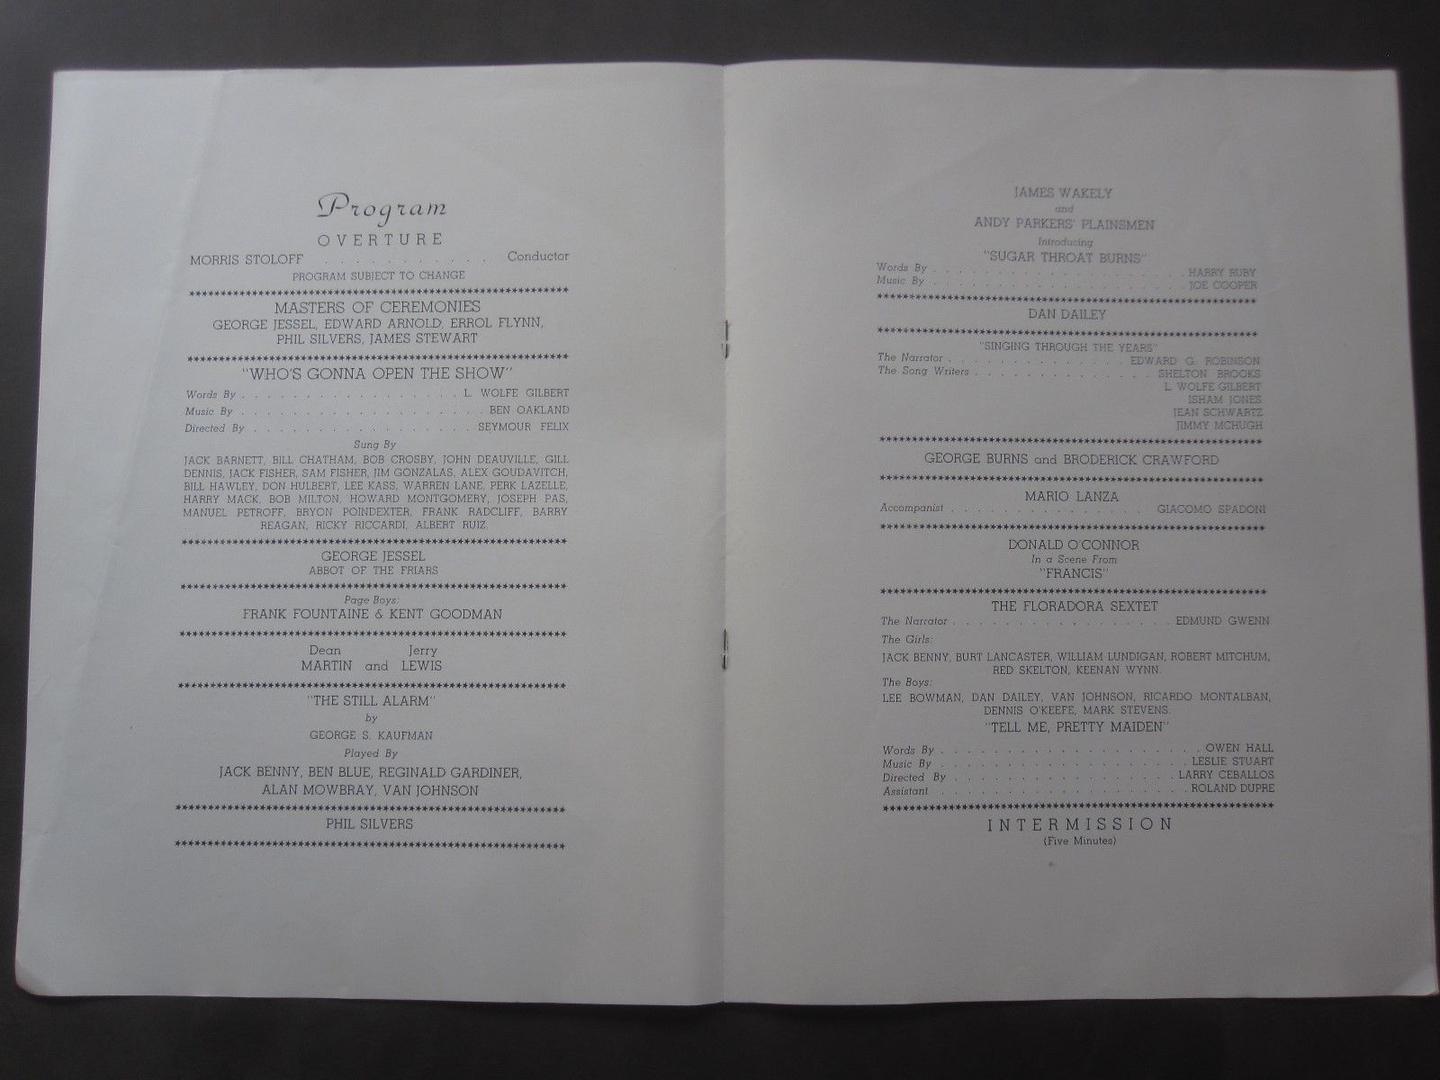 Program
OVERTURE
MORRIS STOLOFF . . . . . . . . . . . Conductor
PROGRAM SUBJECT TO CHANGE
MASTERS OF CEREMONIES
GEORGE JESSEL, EDWARD ARNOLD, ERROL FLYNN,
PHIL SILVERS, JAMES STEWART
"WHO'S GONNA OPEN THE SHOW"
Words By . . . . . . . . . . . . . . . . . L. WOLFE GILBERT
Music By . . . . . . . . . . . . . . . . . . . BEN OAKLAND
Directed By . . . . . . . . . . . . . . . . . SEYMOUR FELIX
Sung By
JACK BARNETT, BILL CHATHAM, BOB CROSBY, JOHN DEAUVILLE, GILL
DENNIS, JACK FISHER, SAM FISHER, JIM GONZALAS, ALEX GOUDAVITCH,
BILL HAWLEY, DON HULBERT, LEE KASS, WARREN LANE, PERK LAZELLE,
HARRY MACK, BOB MILTON, HOWARD MONTGOMERY, JOSEPH PAS,
MANUEL PETROFF, BRYON POINDEXTER, FRANK RADCLIFF, BARRY
REAGAN, RICKY RICCARDI, ALBERT RUIZ.
GEORGE JESSEL
ABBOT OF THE FRIARS
Page Boys:
FRANK FOUNTAINE & KENT GOODMAN
Dean Jerry
MARTIN and LEWIS
"THE STILL ALARM"
by
GEORGE S. KAUFMAN
Played By
JACK BENNY, BEN BLUE, REGINALD GARDINER,
ALAN MOWBRAY, VAN JOHNSON
PHIL SILVERS
JAMES WAKELY
and
ANDY PARKERS' PLAINSMEN
Introducing
"SUGAR THROAT BURNS"
Words By . . . . . . . . . . . . . . . . . . . . HARRY RUBY
Music By . . . . . . . . . . . . . . . . . . . . JOE COOPER
DAN DAILEY
"SINGING THROUGH THE YEARS"
The Narrator . . . . . . . . . . . . . . EDWARD G. ROBINSON
The Song Writers . . . . . . . . . . . . . . SHELTON BROOKS
L. WOLFE GILBERT
ISHAM JONES
JEAN SCHWARTZ
JIMMY MCHUGH
GEORGE BURNS and BRODERICK CRAWFORD
MARIO LANZA
Accompanist . . . . . . . . . . . . . . . GIACOMO SPADONI
DONALD O'CONNOR
In a Scene From
"FRANCIS"
THE FLORADORA SEXTET
The Narrator . . . . . . . . . . . . . . . . . EDMUND GWENN
The Girls:
JACK BENNY, BURT LANCASTER, WILLIAM LUNDIGAN, ROBERT MITCHUM,
RED SKELTON, KEENAN WYNN.
The Boys:
LEE BOWMAN, DAN DAILEY, VAN JOHNSON, RICARDO MONTALBAN,
DENNIS O'KEEFE, MARK STEVENS.
"TELL ME, PRETTY MAIDEN"
Words By . . . . . . . . . . . . . . . . . . . . . OWEN HALL
Music By . . . . . . . . . . . . . . . . . . . . LESLIE STUART
Directed By . . . . . . . . . . . . . . . . . LARRY CEBALLOS
Assistant . . . . . . . . . . . . . . . . . . . . ROLAND DUPRE
INTERMISSION
(Five Minutes)